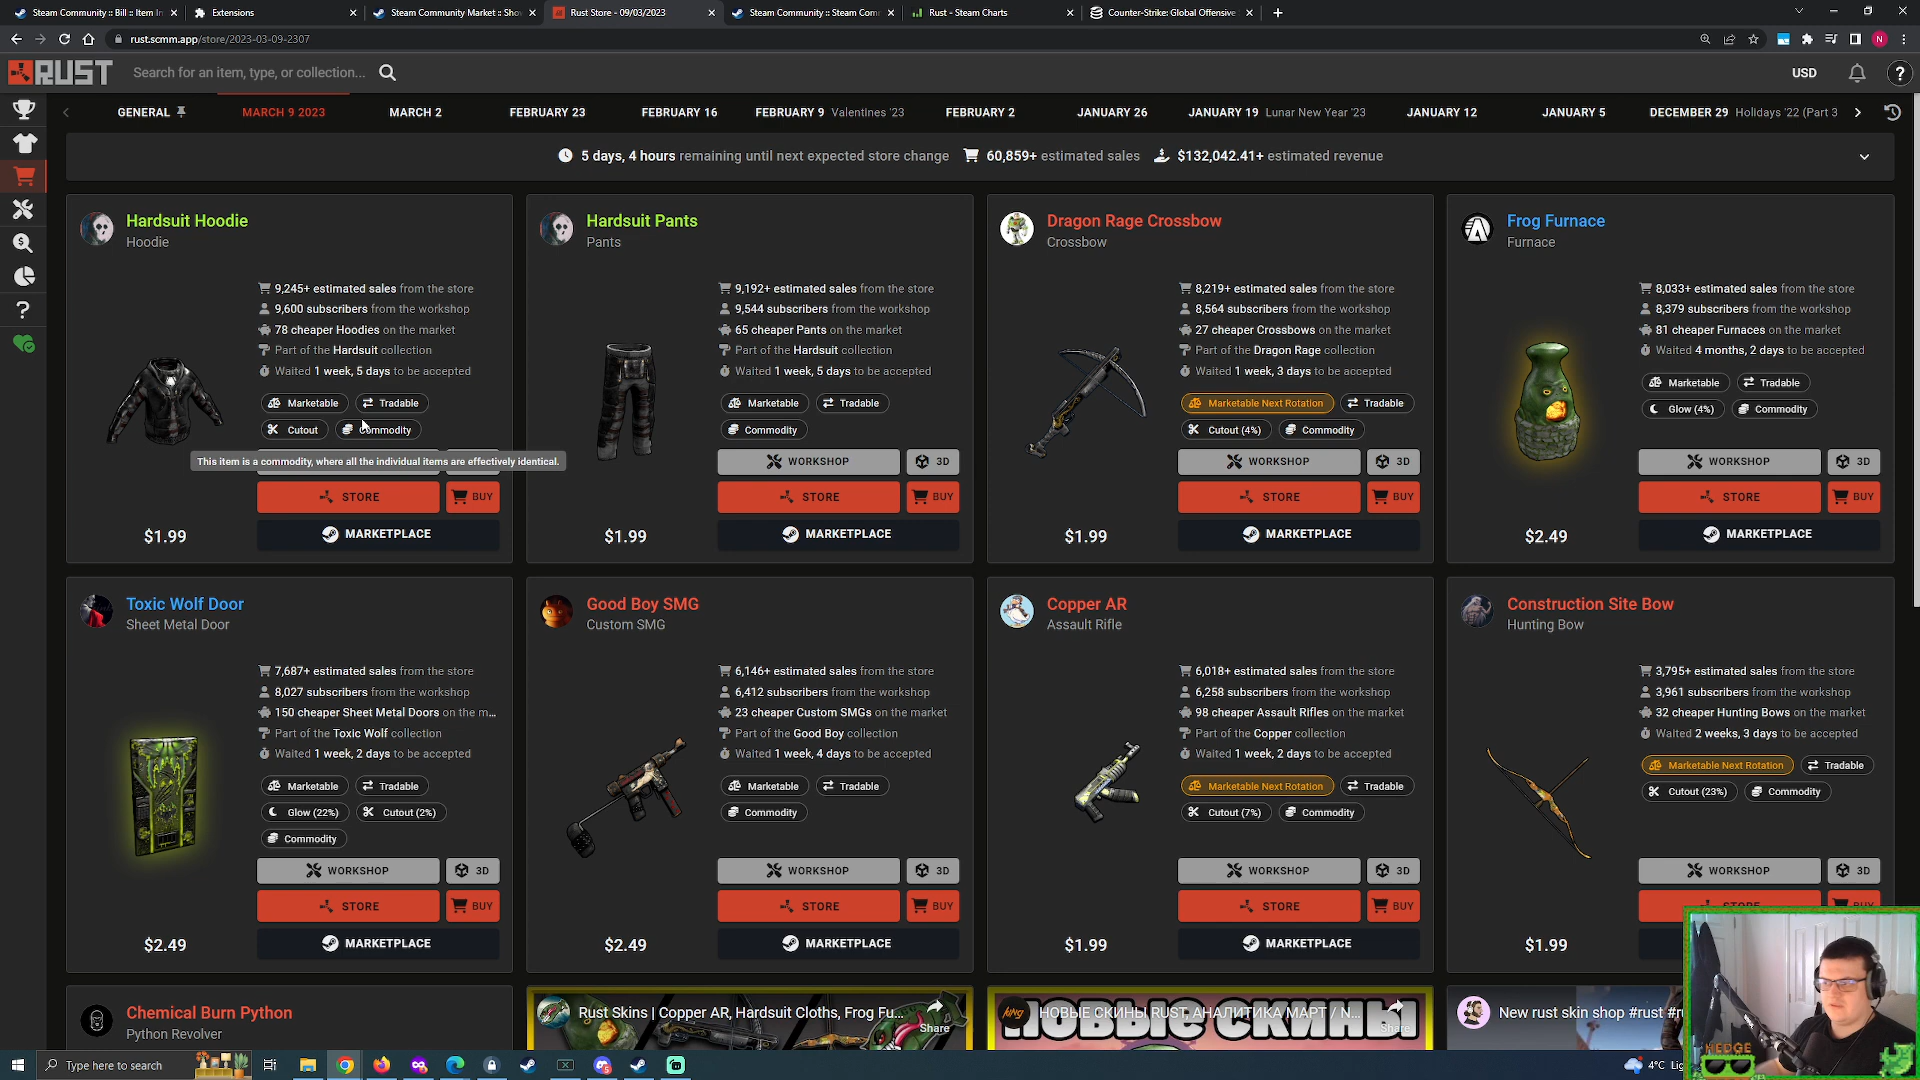 Steam Community :: Bill :: Item In
Extensions
Steam Community Market :: Sho
Rust Store - 09/03/2023
Steam Community :: Steam Com
Rust - Steam Charts
Counter-Strike: Global Offensive
rust.scmm.app/store/2023-03-09-2307
N
RUST
Search for an item, type, or collection...
USD
GENERAL
MARCH 9 2023
MARCH 2
FEBRUARY 23
FEBRUARY 16
FEBRUARY 9 Valentines '23
FEBRUARY 2
JANUARY 26
JANUARY 19 Lunar New Year '23
JANUARY 12
JANUARY 5
DECEMBER 29 Holidays '22 (Part 3
5 days, 4 hours remaining until next expected store change
60,859+ estimated sales
$132,042.41+ estimated revenue
Hardsuit Hoodie
Hoodie
9,245+ estimated sales from the store
9,600 subscribers from the workshop
78 cheaper Hoodies on the market
Part of the Hardsuit collection
Waited 1 week, 5 days to be accepted
Marketable
Tradable
Cutout
Commodity
This item is a commodity, where all the individual items are effectively identical.
STORE
BUY
$1.99
MARKETPLACE
Hardsuit Pants
Pants
9,192+ estimated sales from the store
9,544 subscribers from the workshop
65 cheaper Pants on the market
Part of the Hardsuit collection
Waited 1 week, 5 days to be accepted
Marketable
Tradable
Commodity
WORKSHOP
3D
STORE
BUY
$1.99
MARKETPLACE
Dragon Rage Crossbow
Crossbow
8,219+ estimated sales from the store
8,564 subscribers from the workshop
27 cheaper Crossbows on the market
Part of the Dragon Rage collection
Waited 1 week, 3 days to be accepted
Marketable Next Rotation
Tradable
Cutout (4%)
Commodity
WORKSHOP
3D
STORE
BUY
$1.99
MARKETPLACE
Frog Furnace
Furnace
8,033+ estimated sales from the store
8,379 subscribers from the workshop
81 cheaper Furnaces on the market
Waited 4 months, 2 days to be accepted
Marketable
Tradable
Glow (4%)
Commodity
WORKSHOP
3D
STORE
BUY
$2.49
MARKETPLACE
Toxic Wolf Door
Sheet Metal Door
7,687+ estimated sales from the store
8,027 subscribers from the workshop
150 cheaper Sheet Metal Doors on the m...
Part of the Toxic Wolf collection
Waited 1 week, 2 days to be accepted
Marketable
Tradable
Glow (22%)
Cutout (2%)
Commodity
WORKSHOP
3D
STORE
BUY
$2.49
MARKETPLACE
Good Boy SMG
Custom SMG
6,146+ estimated sales from the store
6,412 subscribers from the workshop
23 cheaper Custom SMGs on the market
Part of the Good Boy collection
Waited 1 week, 4 days to be accepted
Marketable
Tradable
Commodity
WORKSHOP
3D
STORE
BUY
$2.49
MARKETPLACE
Copper AR
Assault Rifle
6,018+ estimated sales from the store
6,258 subscribers from the workshop
98 cheaper Assault Rifles on the market
Part of the Copper collection
Waited 1 week, 2 days to be accepted
Marketable Next Rotation
Tradable
Cutout (7%)
Commodity
WORKSHOP
3D
STORE
BUY
$1.99
MARKETPLACE
Construction Site Bow
Hunting Bow
3,795+ estimated sales from the store
3,961 subscribers from the workshop
32 cheaper Hunting Bows on the market
Waited 2 weeks, 3 days to be accepted
Marketable Next Rotation
Tradable
Cutout (23%)
Commodity
WORKSHOP
3D
STORE
BUY
$1.99
Chemical Burn Python
Python Revolver
Rust Skins | Copper AR, Hardsuit Cloths, Frog Fu...
Share
НОВЫЕ СКИНЫ RUST, АНАЛИТИКА МАРТ / N...
НОВЫЕ СКИНЫ
Share
New rust skin shop #rust #ru
HEDGE
Type here to search
4°C